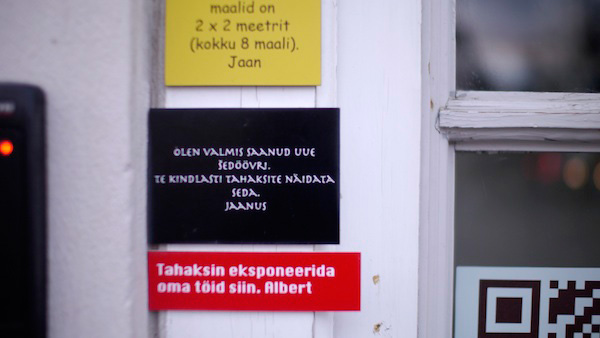 maalid on
2 x 2 meetrit
(kokku 8 maali).
Jaan
OLEN VALMIS SAANUD UUE
ŠEDÖÖVRI.
TE KINDLASTI TAHAKSITE NÄIDATA
SEDA.
JAANUS
Tahaksin eksponeerida
oma töid siin. Albert